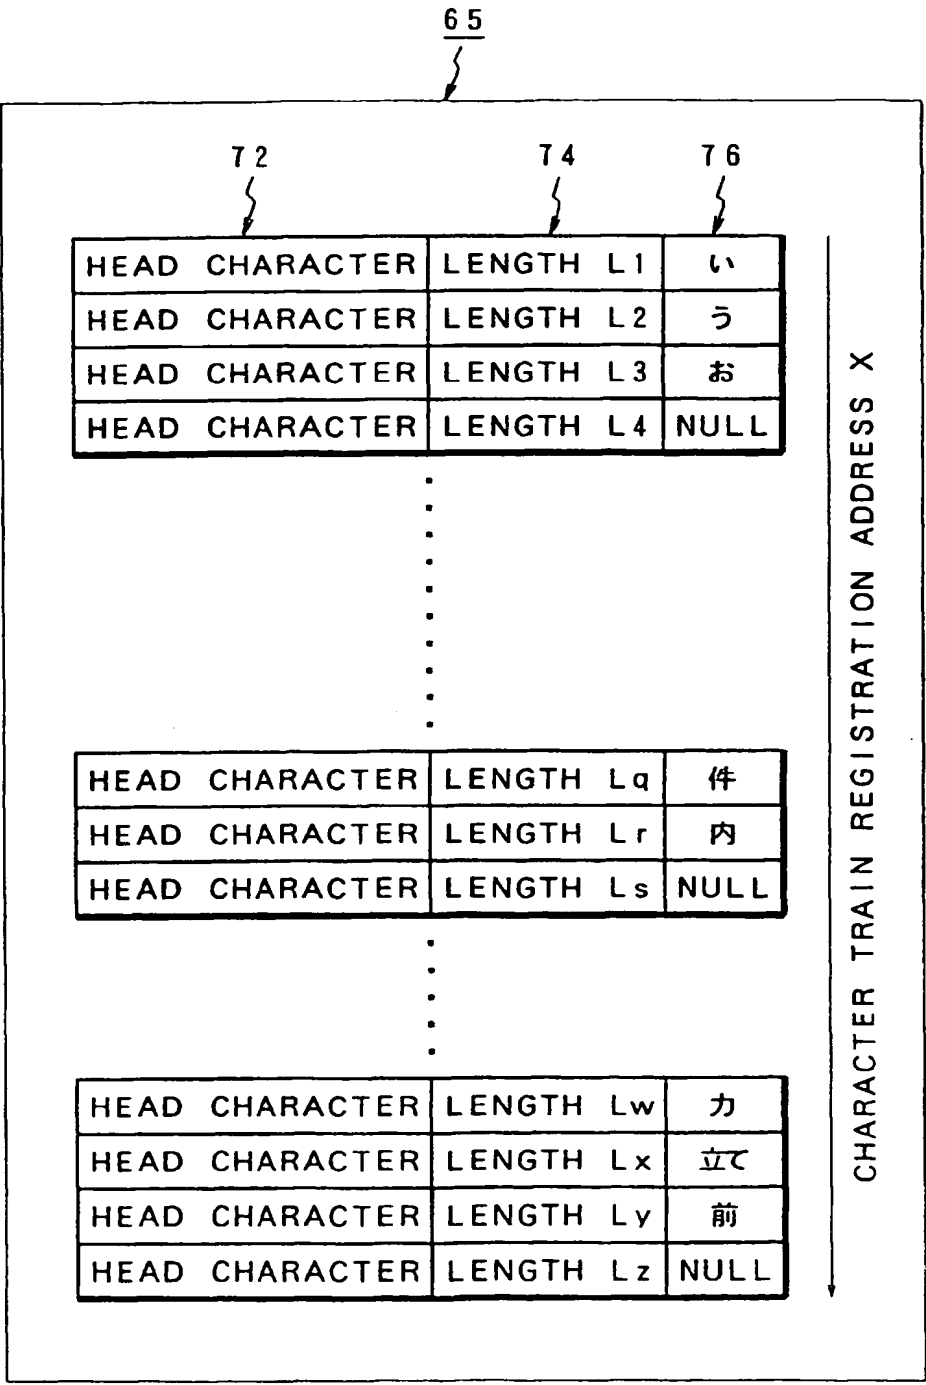 65
72 74 76
HEAD CHARACTER LENGTH L1 い
HEAD CHARACTER LENGTH L2 う
HEAD CHARACTER LENGTH L3 お
HEAD CHARACTER LENGTH L4 NULL
HEAD CHARACTER LENGTH Lq 件
HEAD CHARACTER LENGTH Lr 内
HEAD CHARACTER LENGTH Ls NULL
HEAD CHARACTER LENGTH Lw 力
HEAD CHARACTER LENGTH Lx 立て
HEAD CHARACTER LENGTH Ly 前
HEAD CHARACTER LENGTH Lz NULL
CHARACTER TRAIN REGISTRATION ADDRESS X